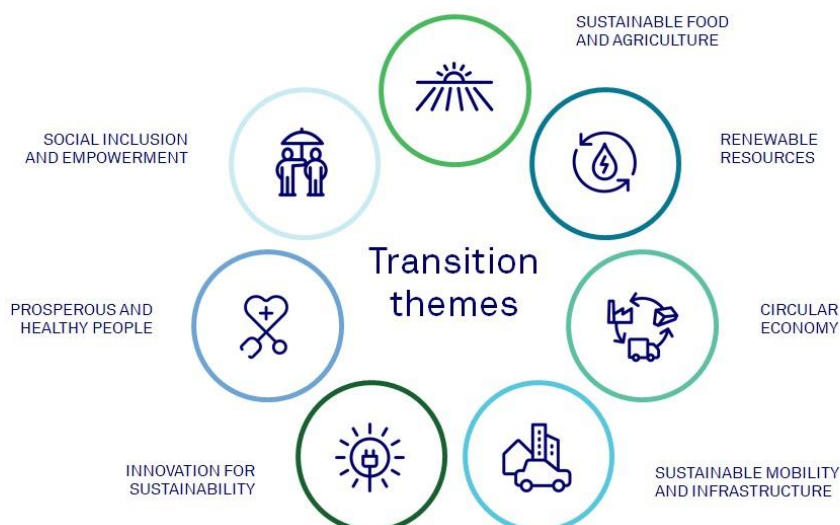 SUSTAINABLE FOOD
AND AGRICULTURE
SOCIAL INCLUSION
AND EMPOWERMENT
RENEWABLE
RESOURCES
Transition
themes
PROSPEROUS AND
HEALTHY PEOPLE
CIRCULAR
ECONOMY
INNOVATION FOR
SUSTAINABILITY
SUSTAINABLE MOBILITY
AND INFRASTRUCTURE